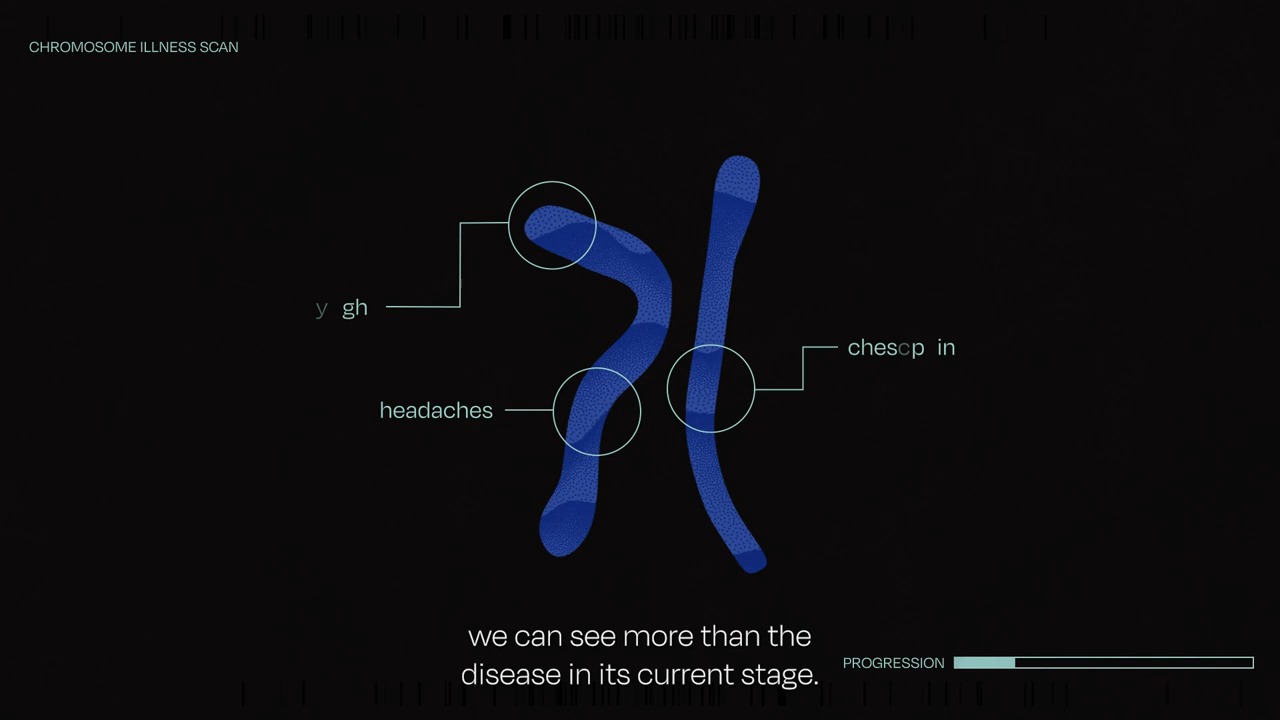 CHROMOSOME ILLNESS SCAN
headaches
we can see more than the
disease in its current stage.
PROGRESSION